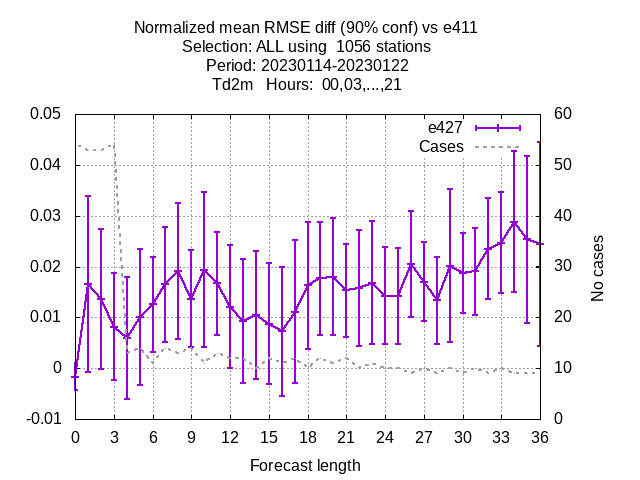 Normalized mean RMSE diff (90% conf) vs e411
Selection: ALL using  1056 stations
Period: 20230114-20230122
Td2m   Hours:  00,03,...,21
e427
Cases
0.05
0.04
0.03
0.02
0.01
0
-0.01
60
50
40
30
20
10
0
No cases
0 3 6 9 12 15 18 21 24 27 30 33 36
Forecast length